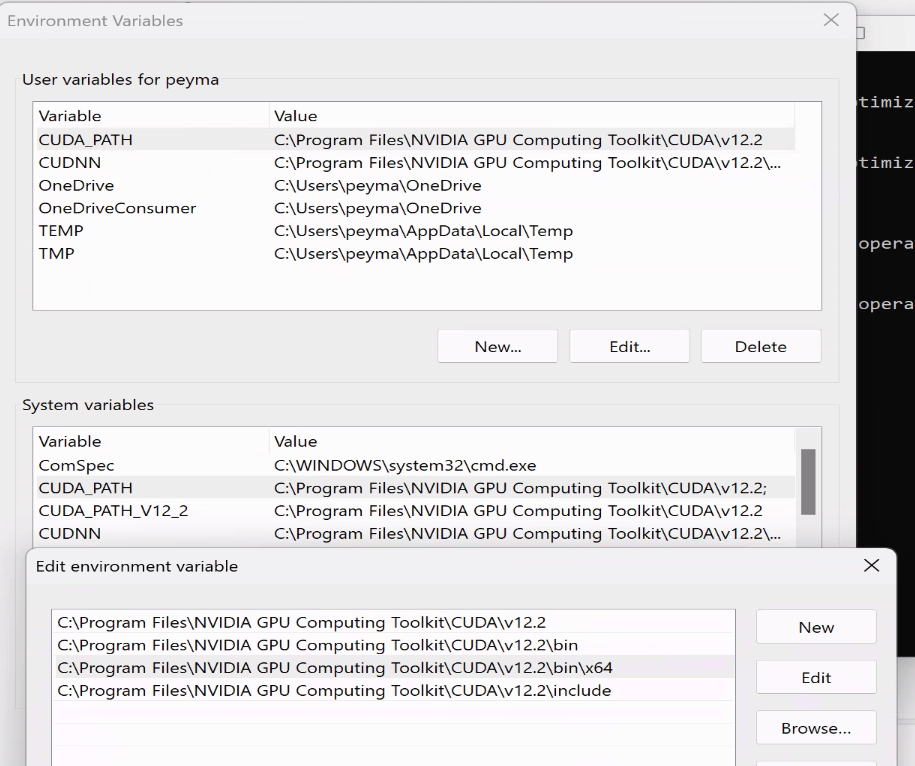 Environment Variables
User variables for peyma
Variable Value
CUDA_PATH C:\Program Files\NVIDIA GPU Computing Toolkit\CUDA\v12.2
CUDNN C:\Program Files\NVIDIA GPU Computing Toolkit\CUDA\v12.2\...
OneDrive C:\Users\peyma\OneDrive
OneDriveConsumer C:\Users\peyma\OneDrive
TEMP C:\Users\peyma\AppData\Local\Temp
TMP C:\Users\peyma\AppData\Local\Temp
New... Edit... Delete
System variables
Variable Value
ComSpec C:\WINDOWS\system32\cmd.exe
CUDA_PATH C:\Program Files\NVIDIA GPU Computing Toolkit\CUDA\v12.2;
CUDA_PATH_V12_2 C:\Program Files\NVIDIA GPU Computing Toolkit\CUDA\v12.2
CUDNN C:\Program Files\NVIDIA GPU Computing Toolkit\CUDA\v12.2\...
Edit environment variable
C:\Program Files\NVIDIA GPU Computing Toolkit\CUDA\v12.2
C:\Program Files\NVIDIA GPU Computing Toolkit\CUDA\v12.2\bin
C:\Program Files\NVIDIA GPU Computing Toolkit\CUDA\v12.2\bin\x64
C:\Program Files\NVIDIA GPU Computing Toolkit\CUDA\v12.2\include
New
Edit
Browse...
timiz
timiz
opera
opera